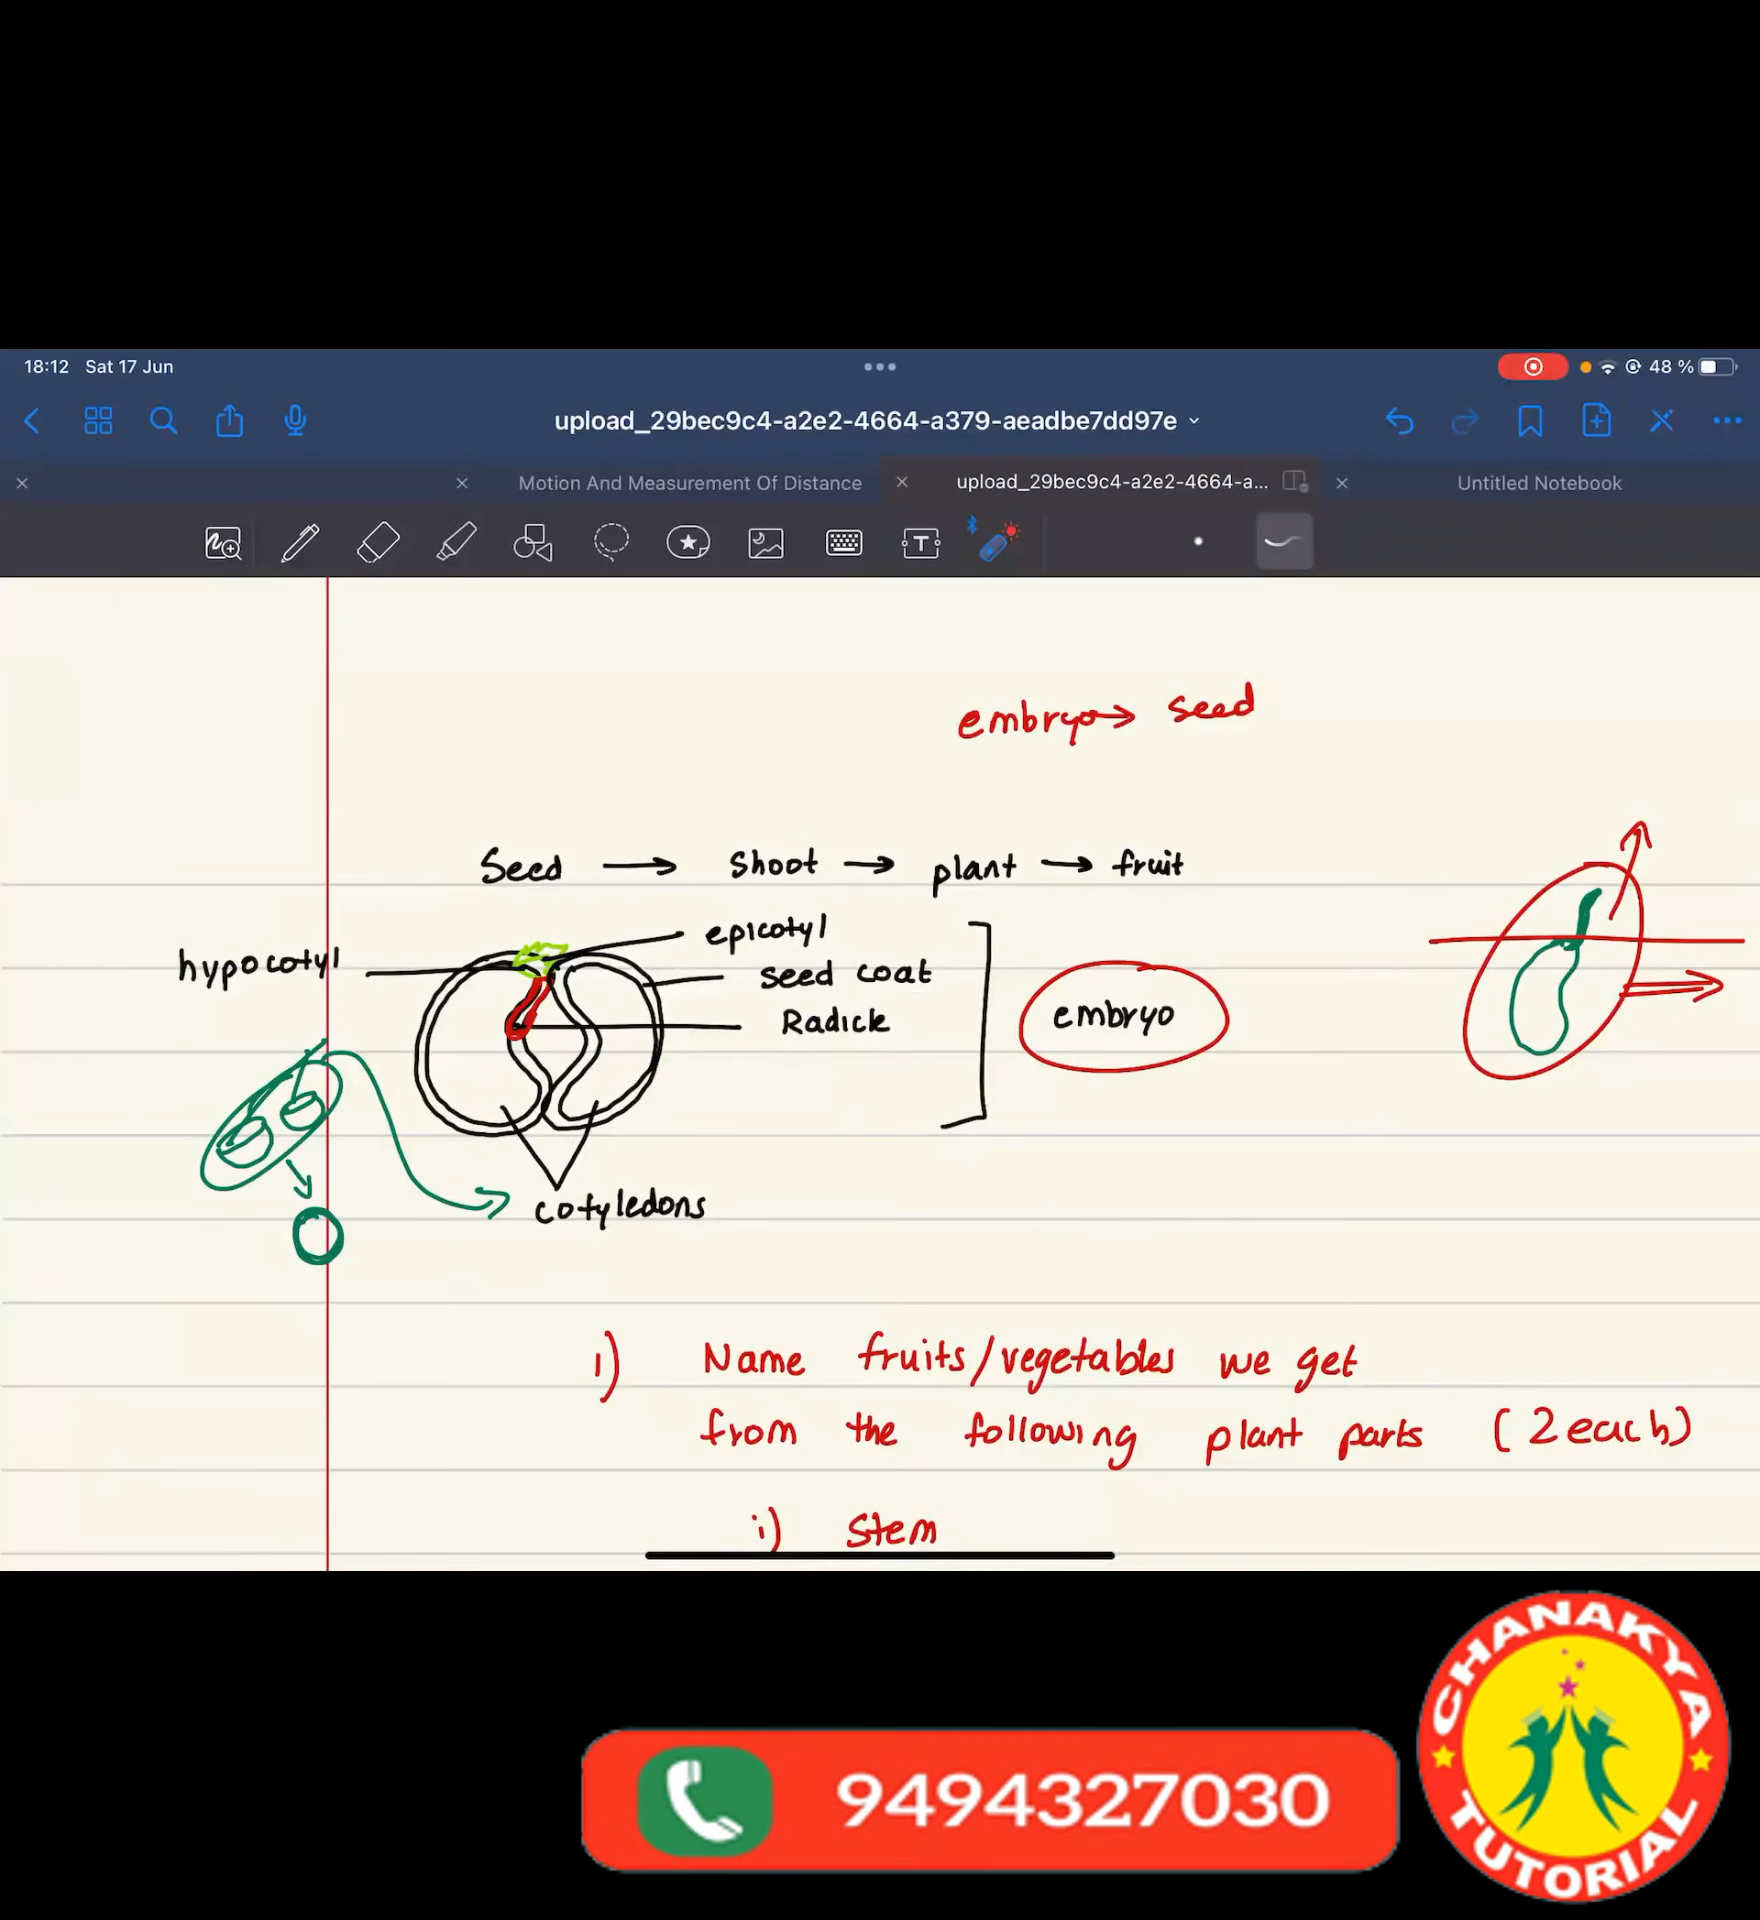 18:12 Sat 17 Jun
48 %
upload_29bec9c4-a2e2-4664-a379-aeadbe7dd97e
Motion And Measurement Of Distance
upload_29bec9c4-a2e2-4664-a...
Untitled Notebook
embryo→ seed
Seed → Shoot → plant → fruit
epicotyl
hypocotyl
seed coat
Radicle
embryo
cotyledons
1) Name fruits/vegetables we get
from the following plant parts (2 each)
i) Stem
9494327030
CHANAKYA
TUTORIAL